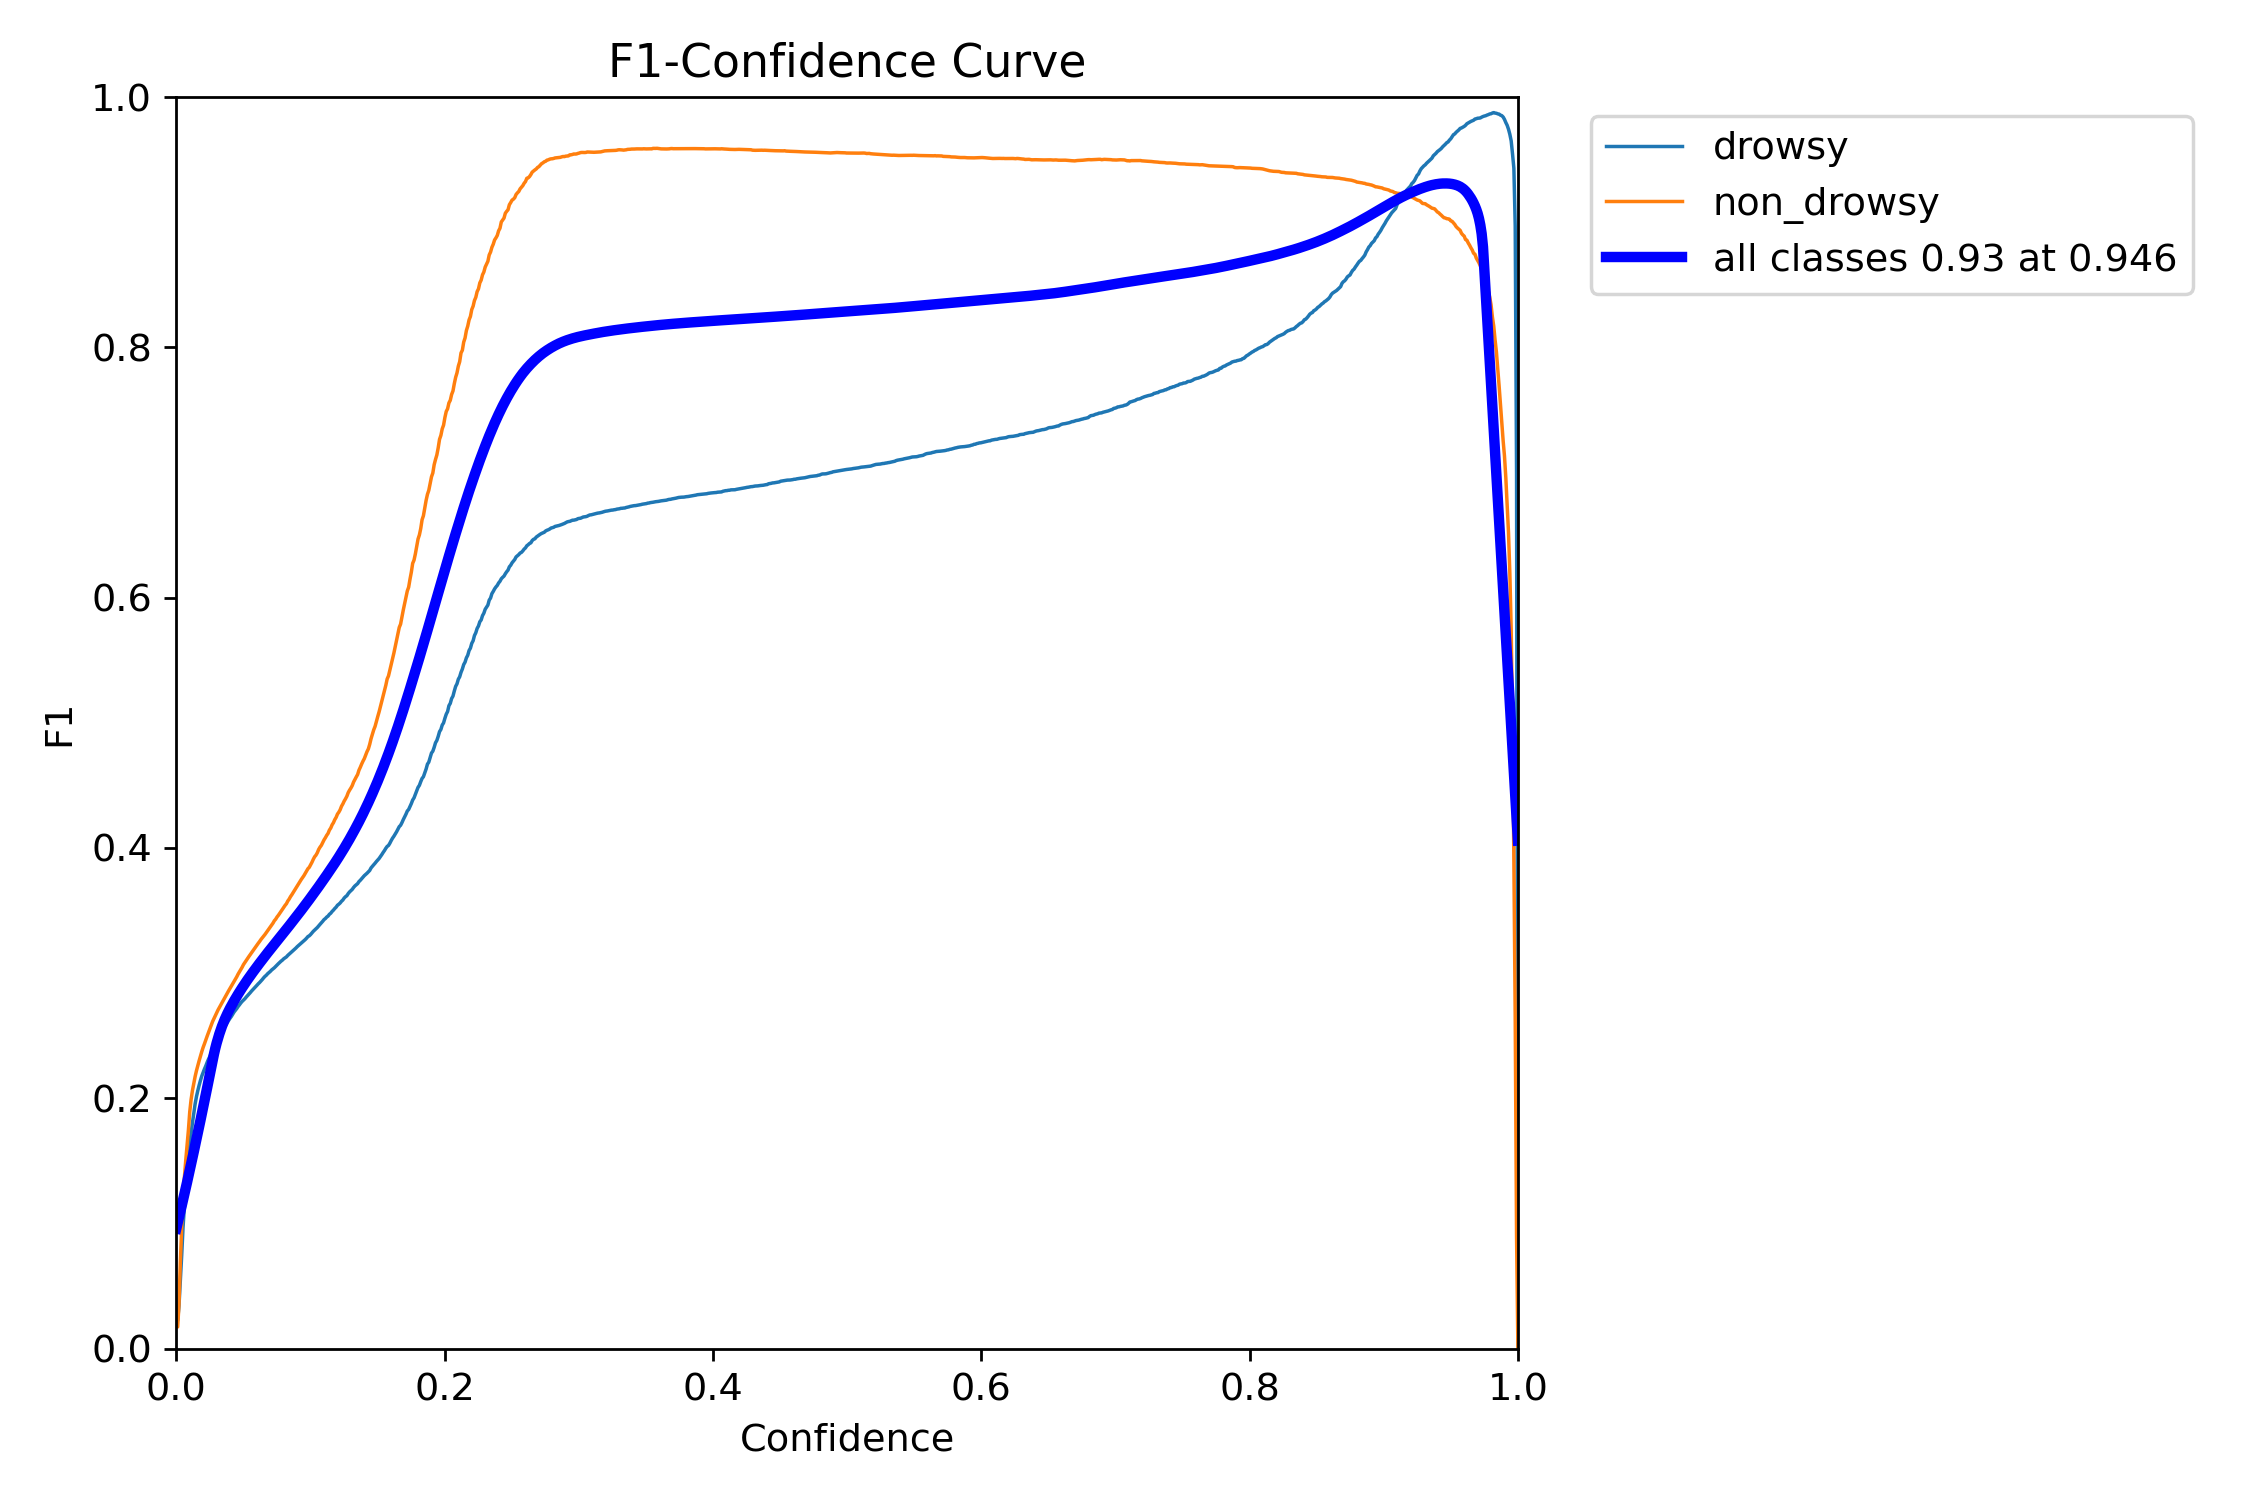 F1-Confidence Curve
1.0
0.8
0.6
0.4
0.2
0.0
F1
0.0 0.2 0.4 0.6 0.8 1.0
Confidence
drowsy
non_drowsy
all classes 0.93 at 0.946